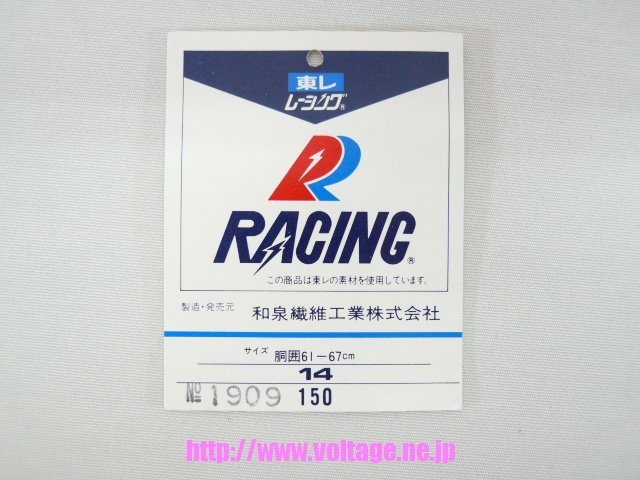 東レ
レーシング®
R
RACING®
この商品は東レの素材を使用しています。
製造・発売元 和泉繊維工業株式会社
サイズ 胴囲61−67cm
14
№1909 150
http://www.voltage.ne.jp